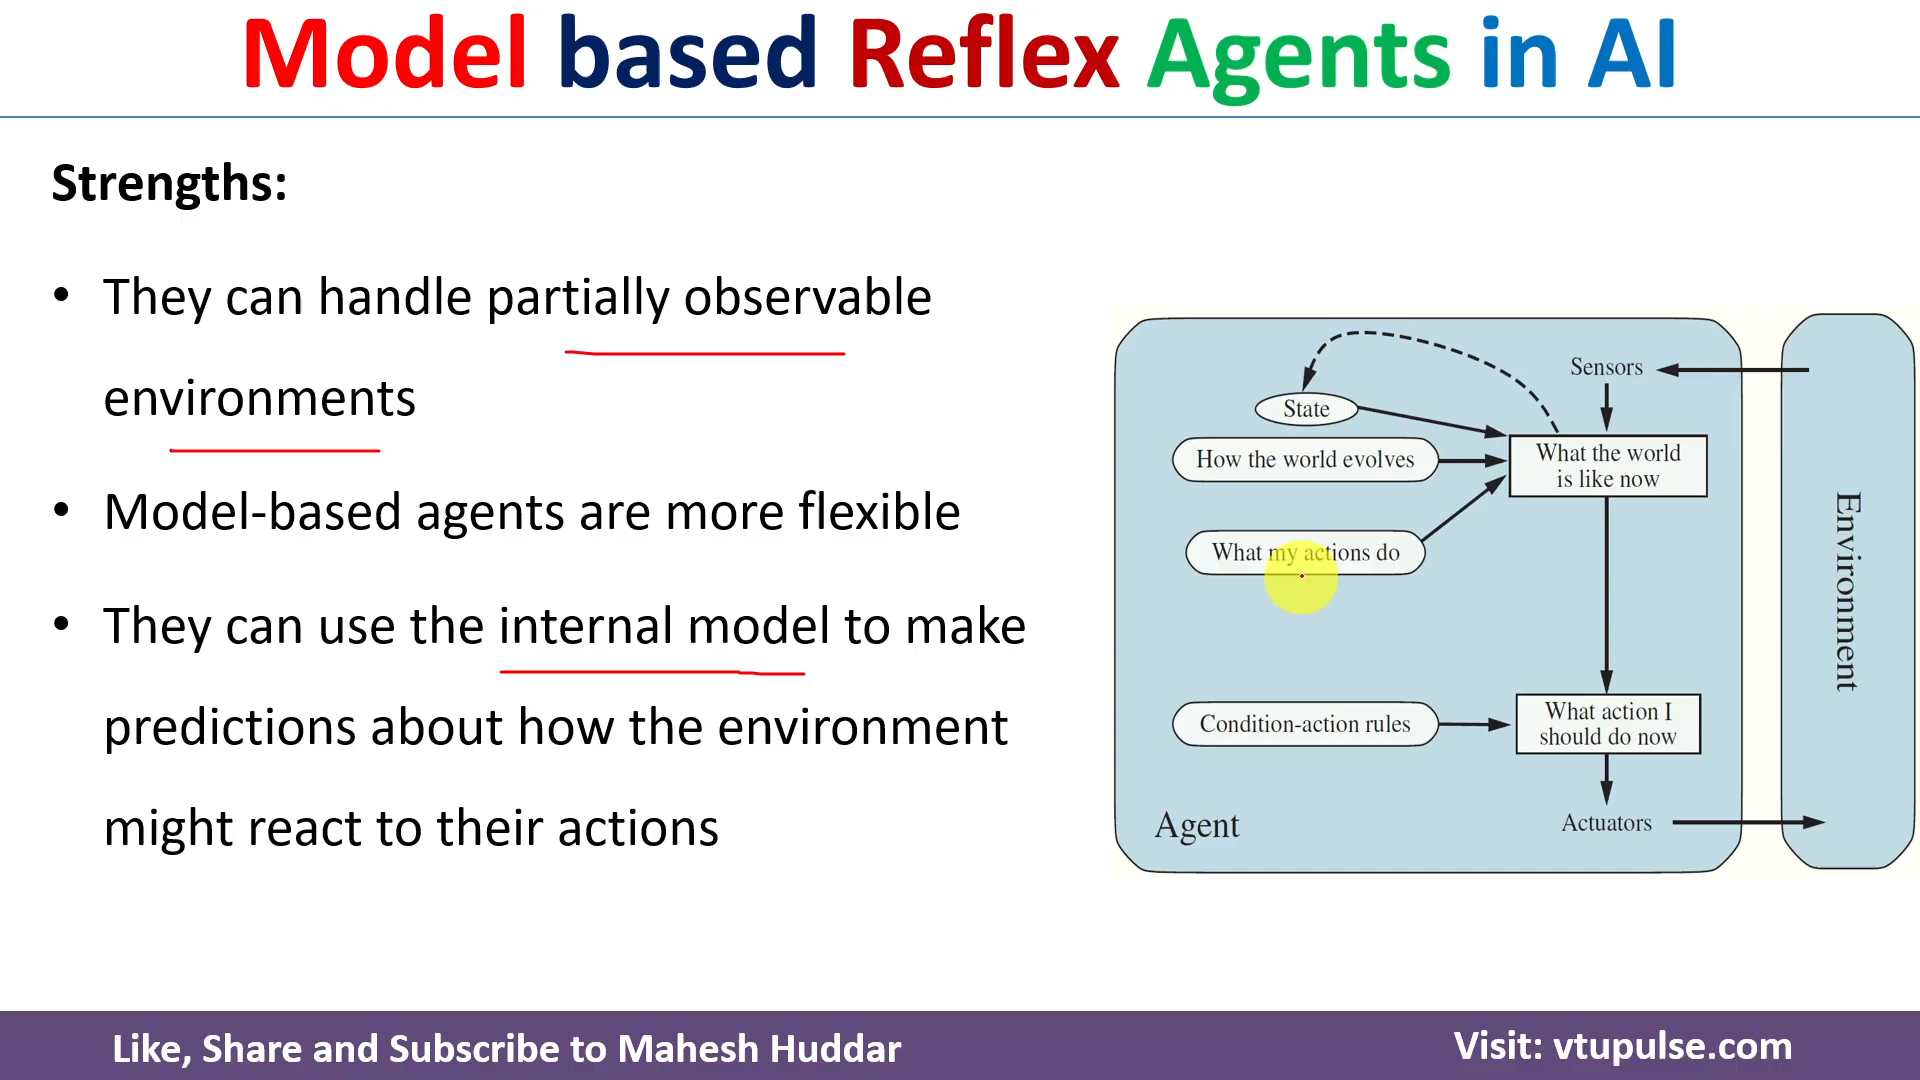 Model based Reflex Agents in AI
Strengths:
• They can handle partially observable
environments
• Model-based agents are more flexible
• They can use the internal model to make
predictions about how the environment
might react to their actions
Sensors
State
How the world evolves
What the world
is like now
What my actions do
Condition-action rules
What action I
should do now
Agent
Actuators
Environment
Like, Share and Subscribe to Mahesh Huddar
Visit: vtupulse.com